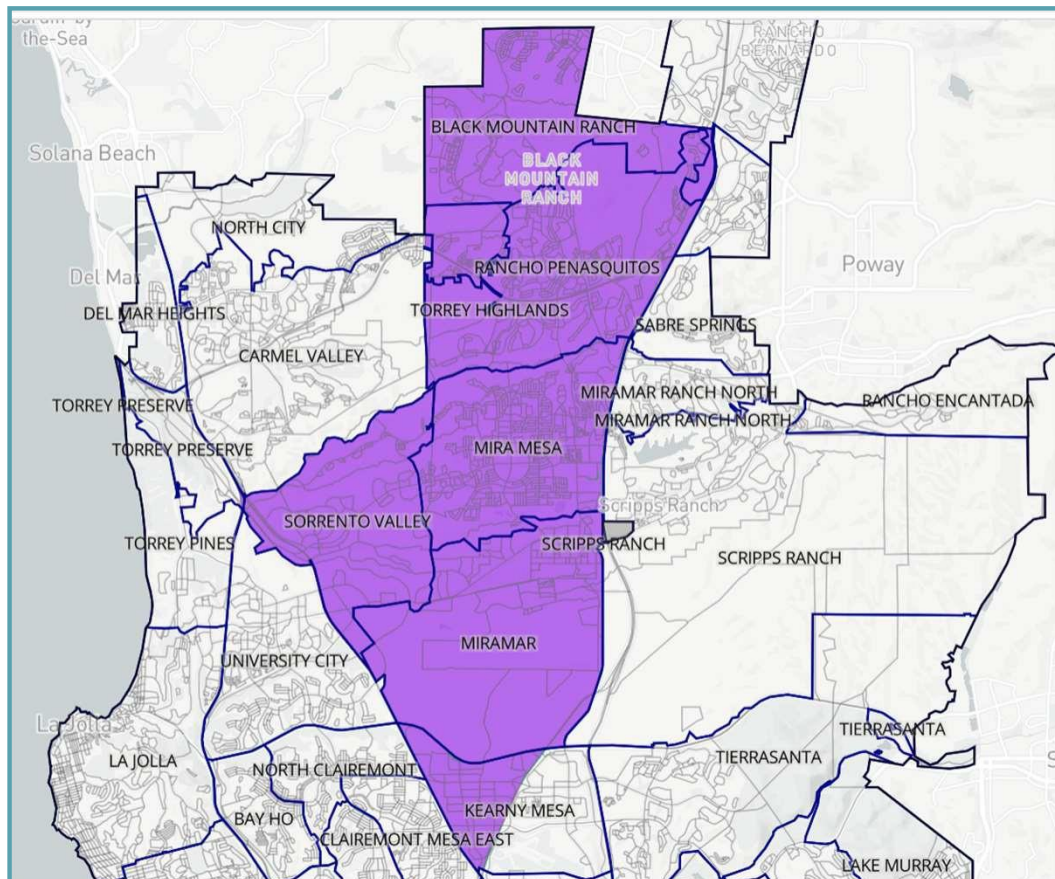 the-Sea
RANCHO
BERNARDO
BLACK MOUNTAIN RANCH
Solana Beach
BLACK
MOUNTAIN
RANCH
NORTH CITY
RANCHO PENASQUITOS
Poway
Del Mar
DEL MAR HEIGHTS
TORREY HIGHLANDS
SABRE SPRINGS
CARMEL VALLEY
MIRAMAR RANCH NORTH
RANCHO ENCANTADA
TORREY PRESERVE
MIRAMAR RANCH NORTH
MIRA MESA
TORREY PRESERVE
Scripps Ranch
SORRENTO VALLEY
TORREY PINES
SCRIPPS RANCH
SCRIPPS RANCH
MIRAMAR
UNIVERSITY CITY
La Jolla
TIERRASANTA
LA JOLLA
TIERRASANTA
NORTH CLAIREMONT
KEARNY MESA
BAY HO
CLAIREMONT MESA EAST
LAKE MURRAY